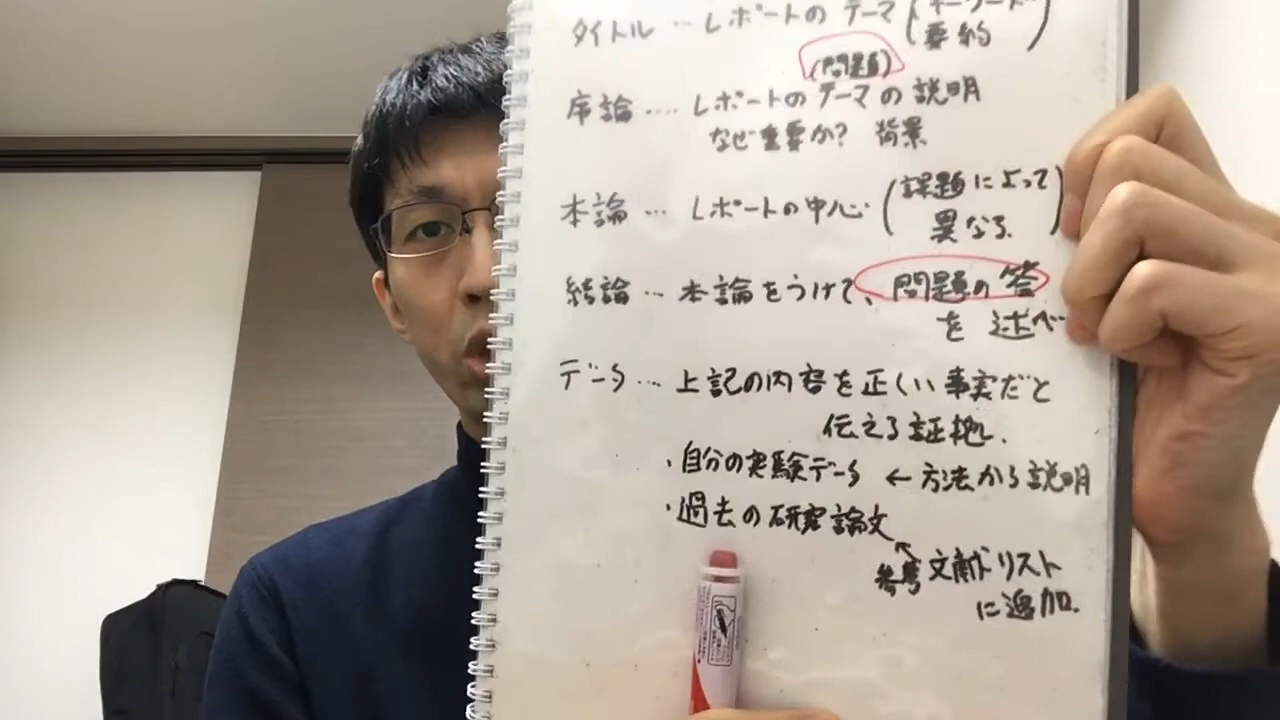 タイトル … レポートのテーマ (キーワード
要約)
(問題)
序論 …. レポートのテーマの説明
なぜ重要か? 背景
本論 … レポートの中心 (課題によって
異なる)
結論 … 本論をうけて、問題の答
を述べ
データ … 上記の内容を正しい事実だと
伝える証拠.
・自分の実験データ ← 方法から説明
・過去の研究論文
参考文献リスト
に追加.